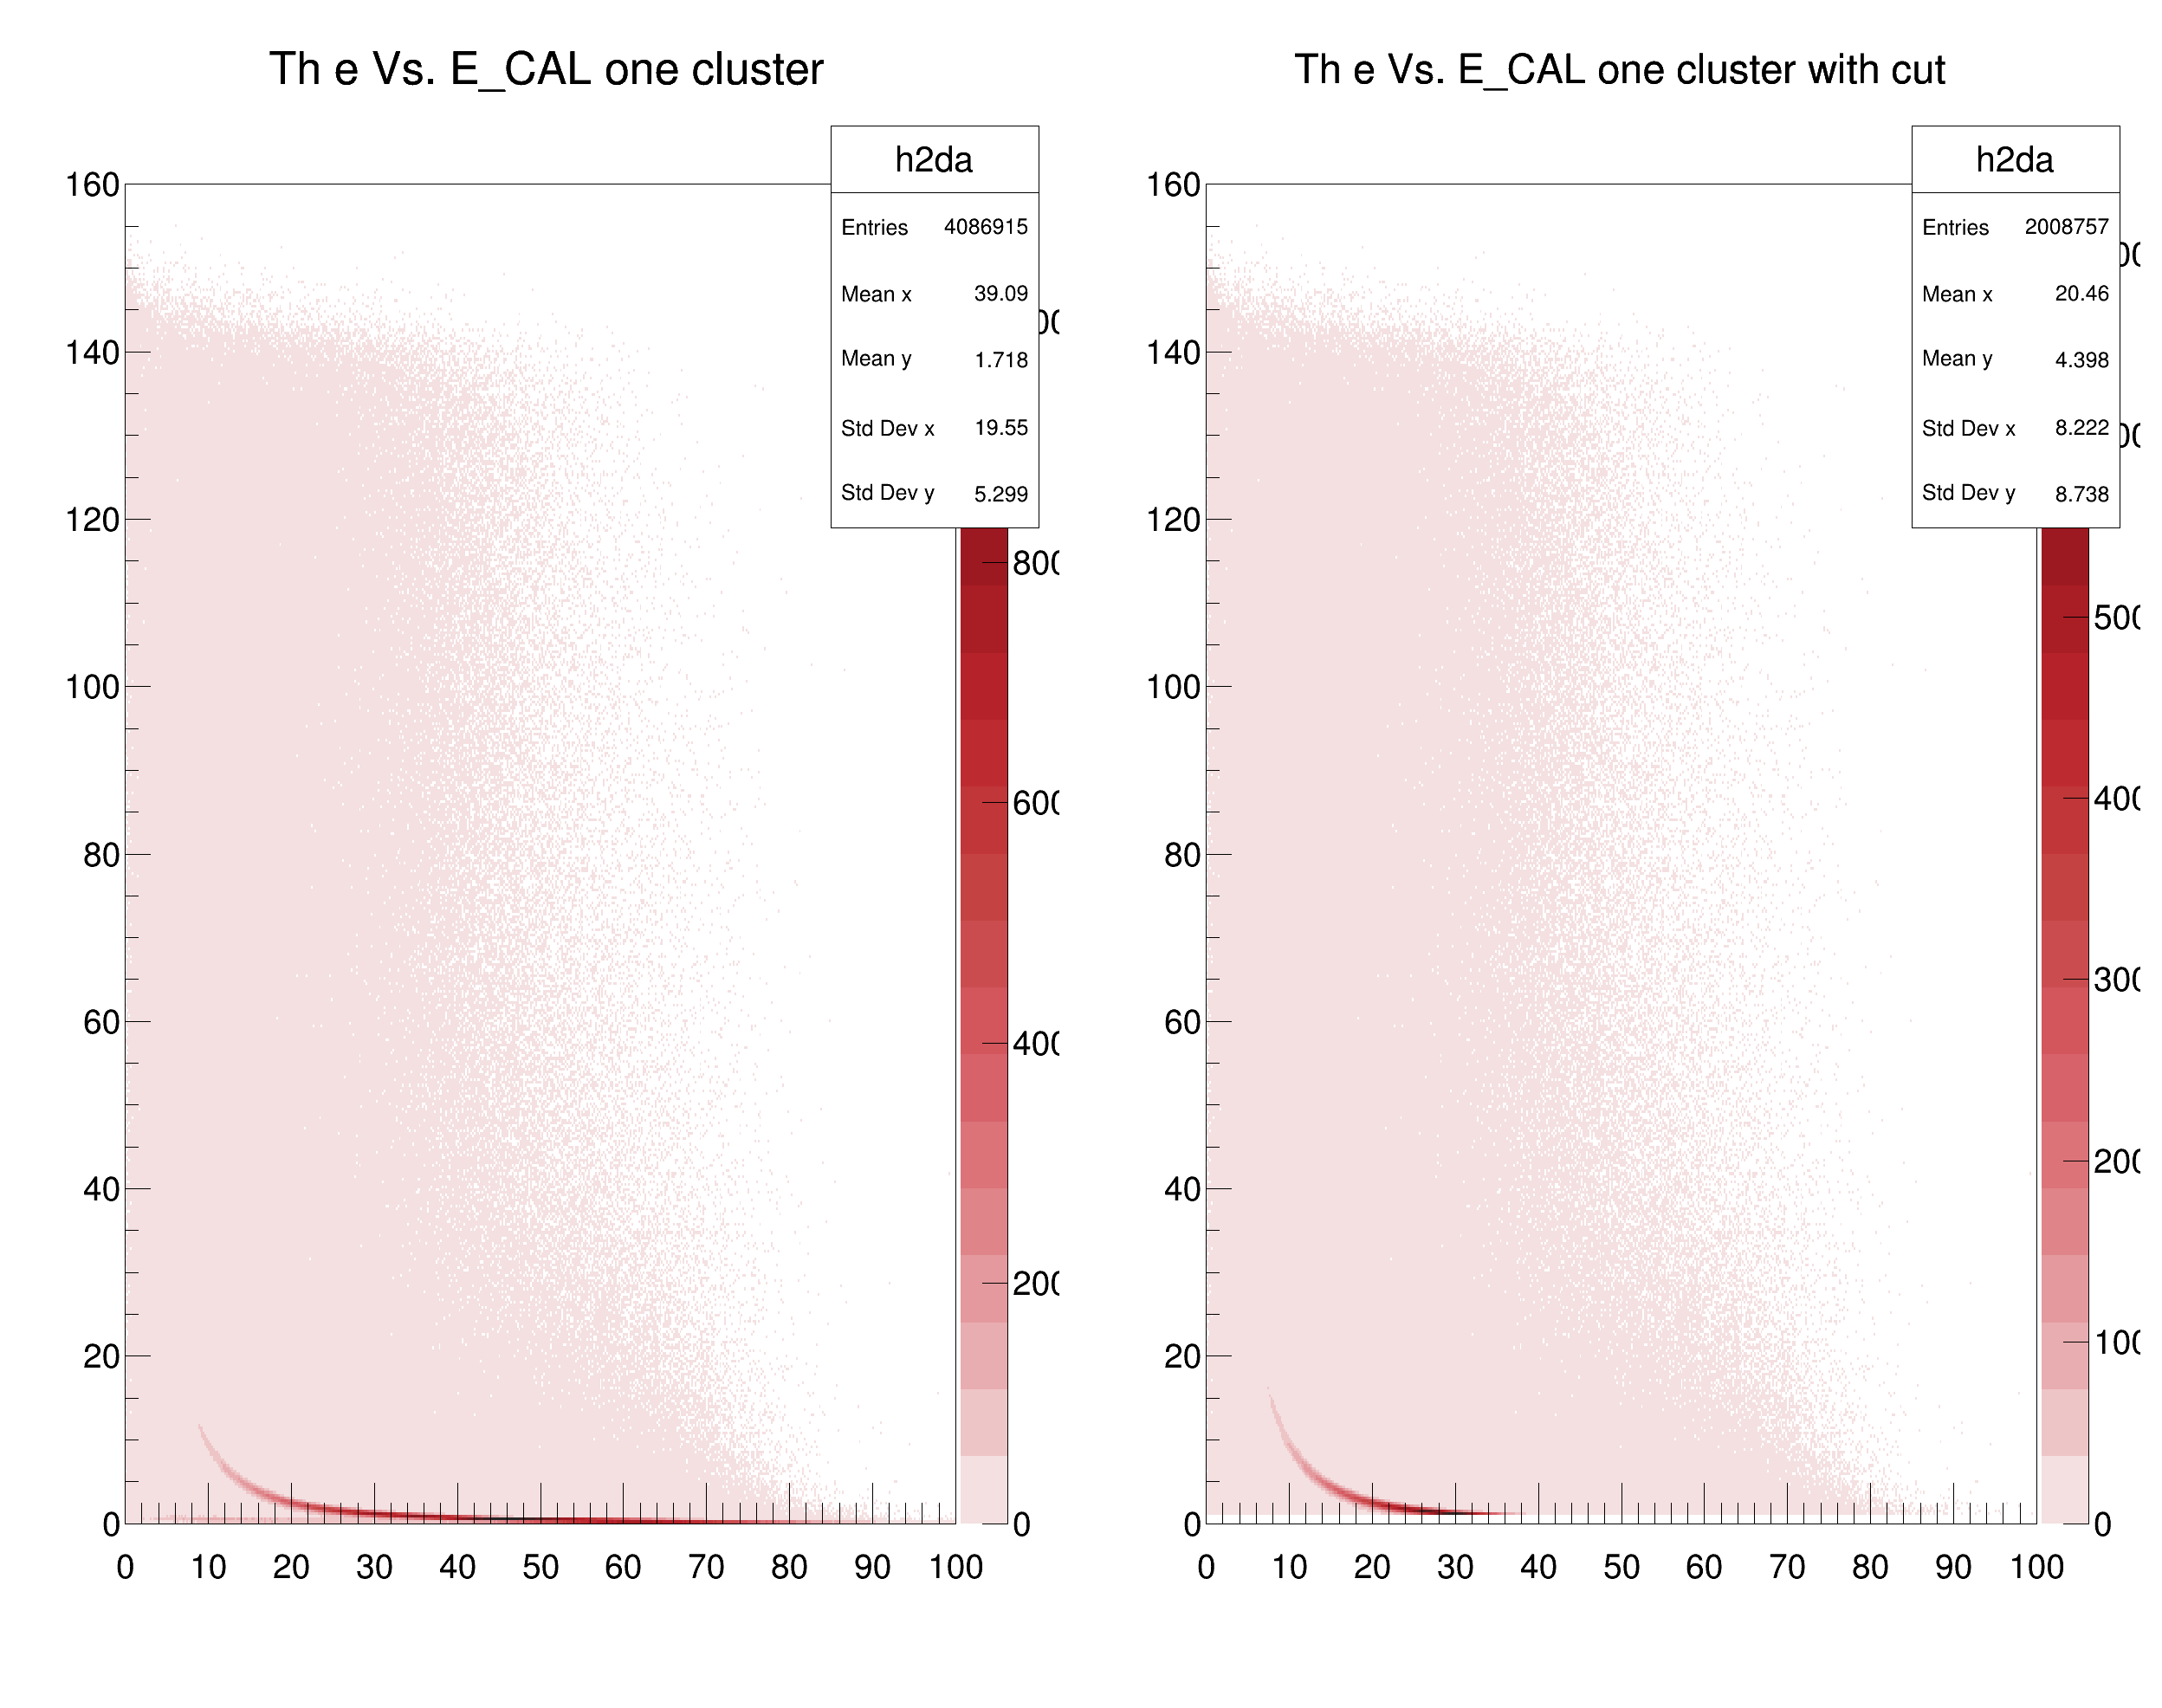 Th e Vs. E_CAL one cluster
h2da
Entries 4086915
Mean x 39.09
Mean y 1.718
Std Dev x 19.55
Std Dev y 5.299
160
140
120
100
80
60
40
20
0
0 10 20 30 40 50 60 70 80 90 100
0
Th e Vs. E_CAL one cluster with cut
h2da
Entries 2008757
Mean x 20.46
Mean y 4.398
Std Dev x 8.222
Std Dev y 8.738
160
140
120
100
80
60
40
20
0
0 10 20 30 40 50 60 70 80 90 100
0